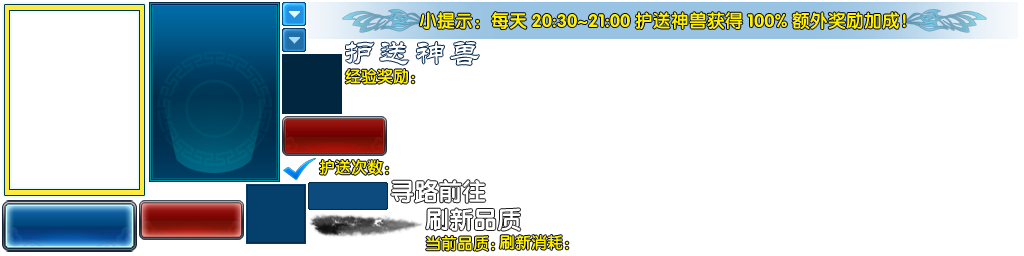 小提示：每天 20:30~21:00 护送神兽获得 100% 额外奖励加成！
护送神兽
经验奖励：
护送次数：
寻路前往
刷新品质
当前品质：刷新消耗：